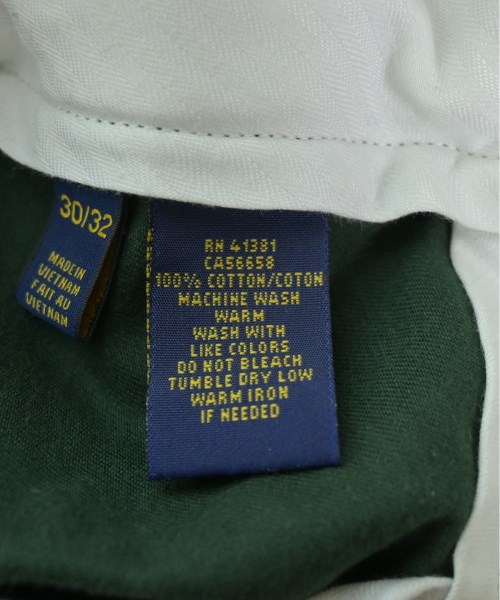 30/32
MADE IN
VIETNAM
FAIT AU
VIETNAM
RN 41381
CA56658
100% COTTON/COTON
MACHINE WASH
WARM
WASH WITH
LIKE COLORS
DO NOT BLEACH
TUMBLE DRY LOW
WARM IRON
IF NEEDED